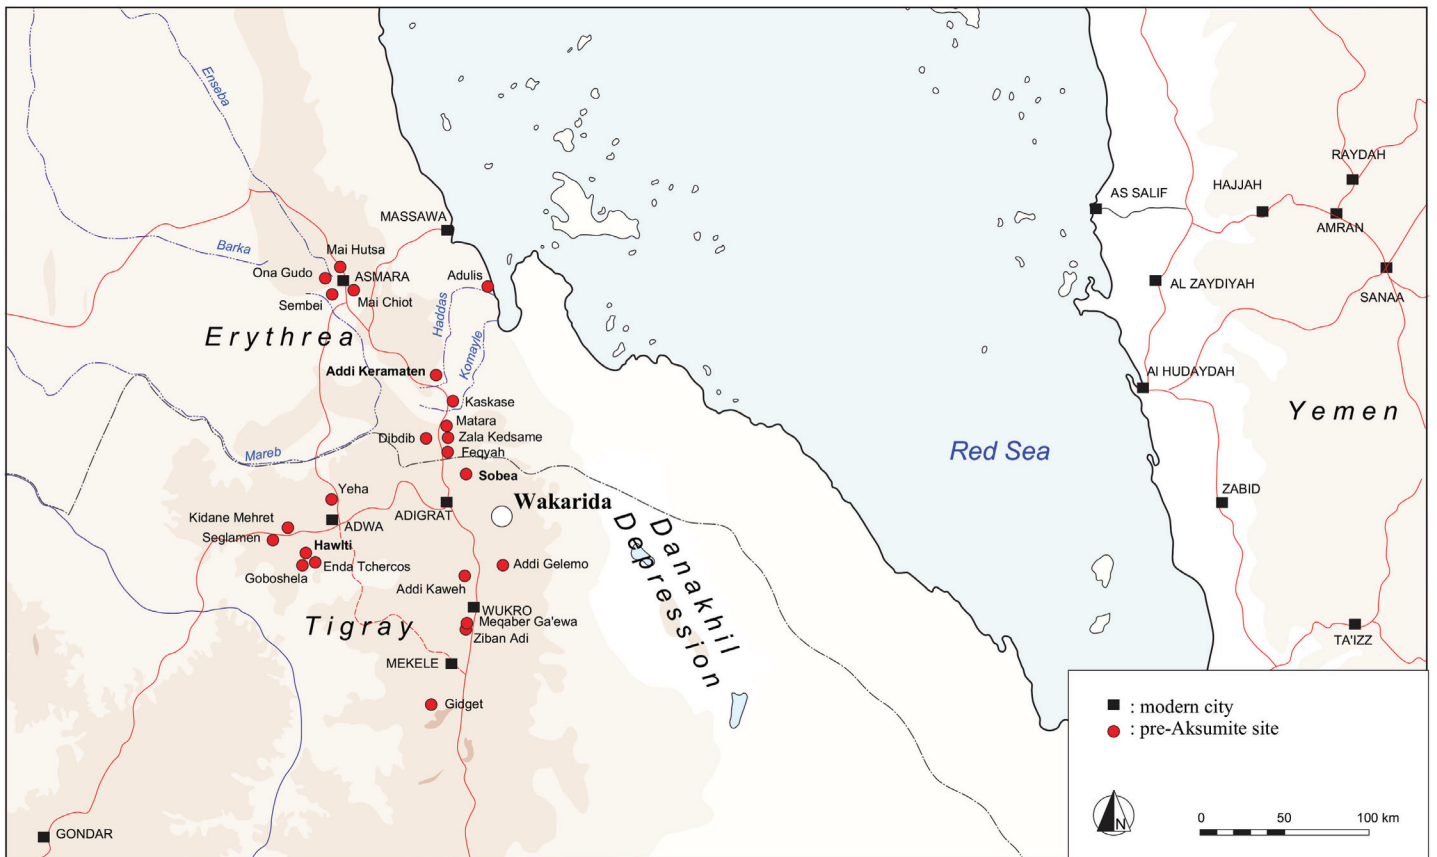 Enseba
RAYDAH
HAJJAH
AS SALIF
MASSAWA
AMRAN
Barka
Mai Hutsa
Ona Gudo
ASMARA
Adulis
AL ZAYDIYAH
SANAA
Sembei
Mai Chiot
Haddas
Erythrea
Komayle
Addi Keramaten
Al HUDAYDAH
Kaskase
Yemen
Matara
Dibdib
Zala Kedsame
Feqyah
Mareb
Red Sea
Sobea
Yeha
ZABID
Wakarida
Kidane Mehret
ADWA
ADIGRAT
Seglamen
Hawlti
Danakhil
Depression
Goboshela
Enda Tchercos
Addi Gelemo
Addi Kaweh
WUKRO
Tigray
Meqaber Ga'ewa
Ziban Adi
TA'IZZ
MEKELE
Gidget
: modern city
: pre-Aksumite site
N
0 50 100 km
GONDAR